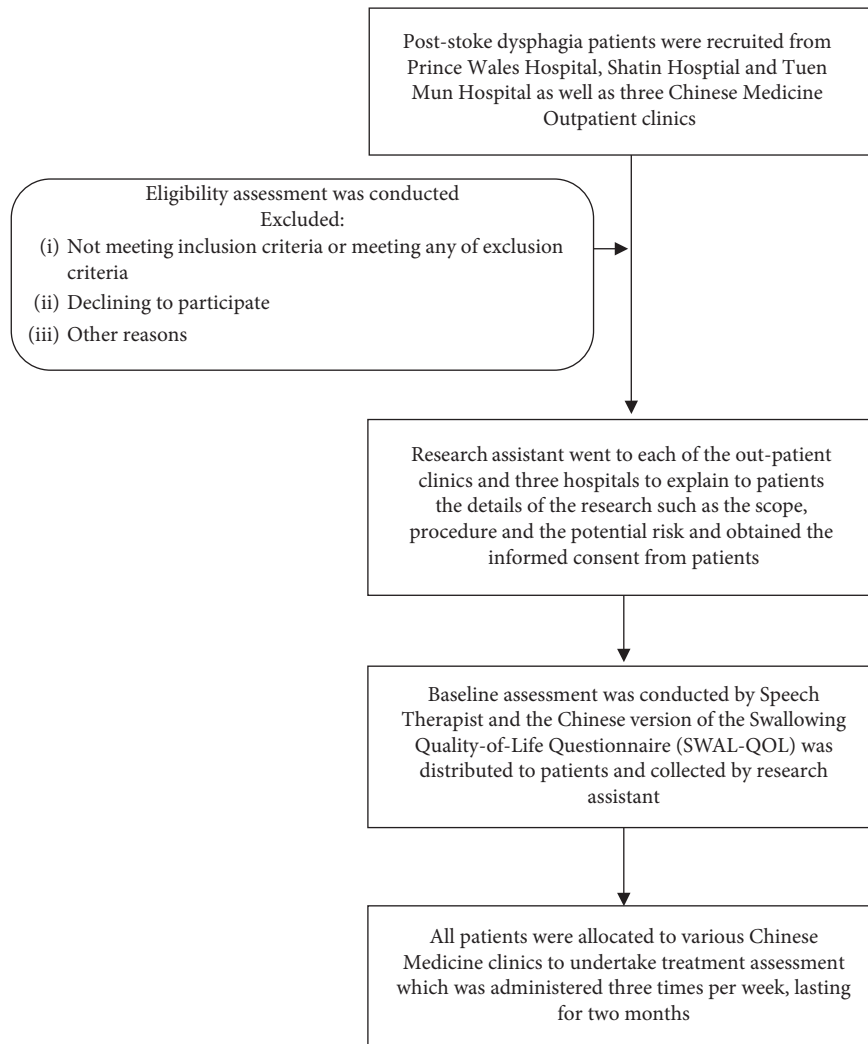 Post-stoke dysphagia patients were recruited from
Prince Wales Hospital, Shatin Hosptial and Tuen
Mun Hospital as well as three Chinese Medicine
Outpatient clinics
Eligibility assessment was conducted
Excluded:
(i) Not meeting inclusion criteria or meeting any of exclusion
criteria
(ii) Declining to participate
(iii) Other reasons
Research assistant went to each of the out-patient
clinics and three hospitals to explain to patients
the details of the research such as the scope,
procedure and the potential risk and obtained the
informed consent from patients
Baseline assessment was conducted by Speech
Therapist and the Chinese version of the Swallowing
Quality-of-Life Questionnaire (SWAL-QOL) was
distributed to patients and collected by research
assistant
All patients were allocated to various Chinese
Medicine clinics to undertake treatment assessment
which was administered three times per week, lasting
for two months